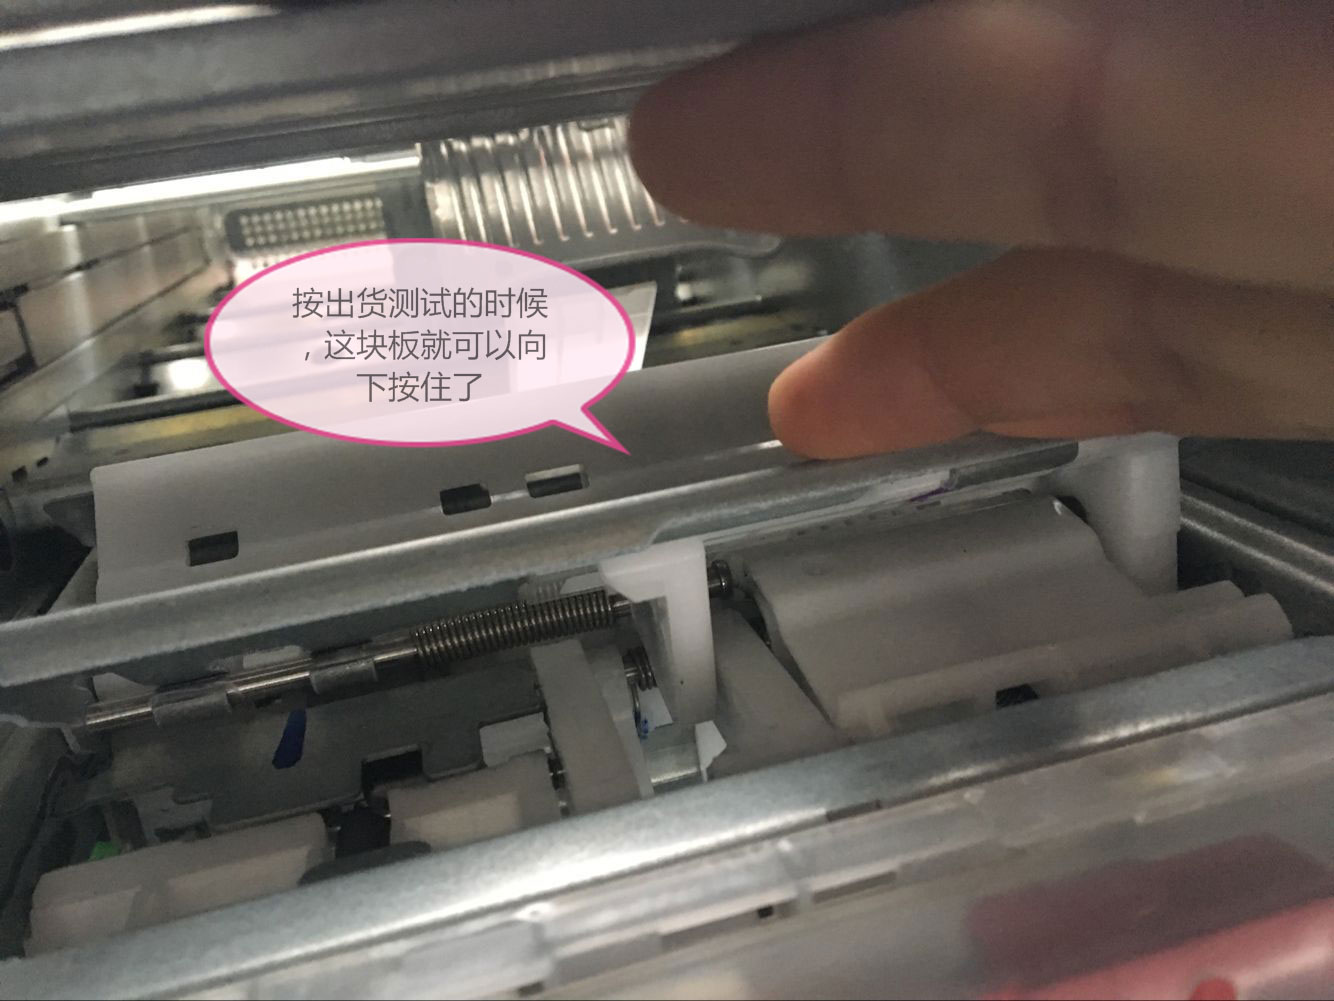 按出货测试的时候
，这块板就可以向
下按住了